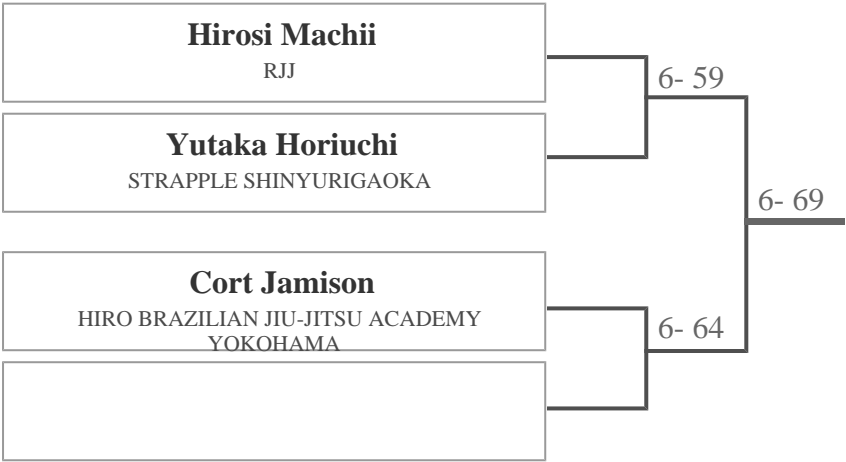 Hirosi Machii
RJJ
6- 59
Yutaka Horiuchi
STRAPPLE SHINYURIGAOKA
6- 69
Cort Jamison
HIRO BRAZILIAN JIU-JITSU ACADEMY
YOKOHAMA
6- 64